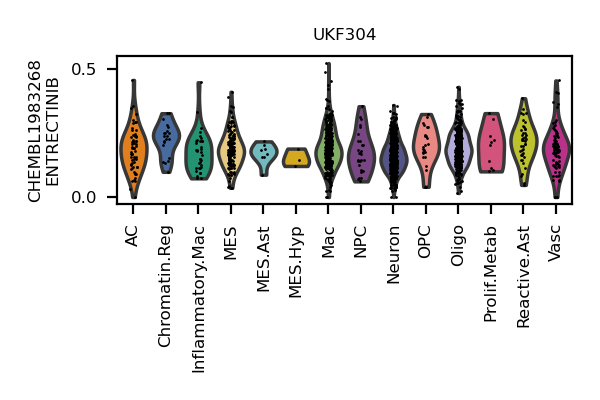 UKF304
CHEMBL1983268
ENTRECTINIB
0.5
0.0
AC
Chromatin.Reg
Inflammatory.Mac
MES
MES.Ast
MES.Hyp
Mac
NPC
Neuron
OPC
Oligo
Prolif.Metab
Reactive.Ast
Vasc